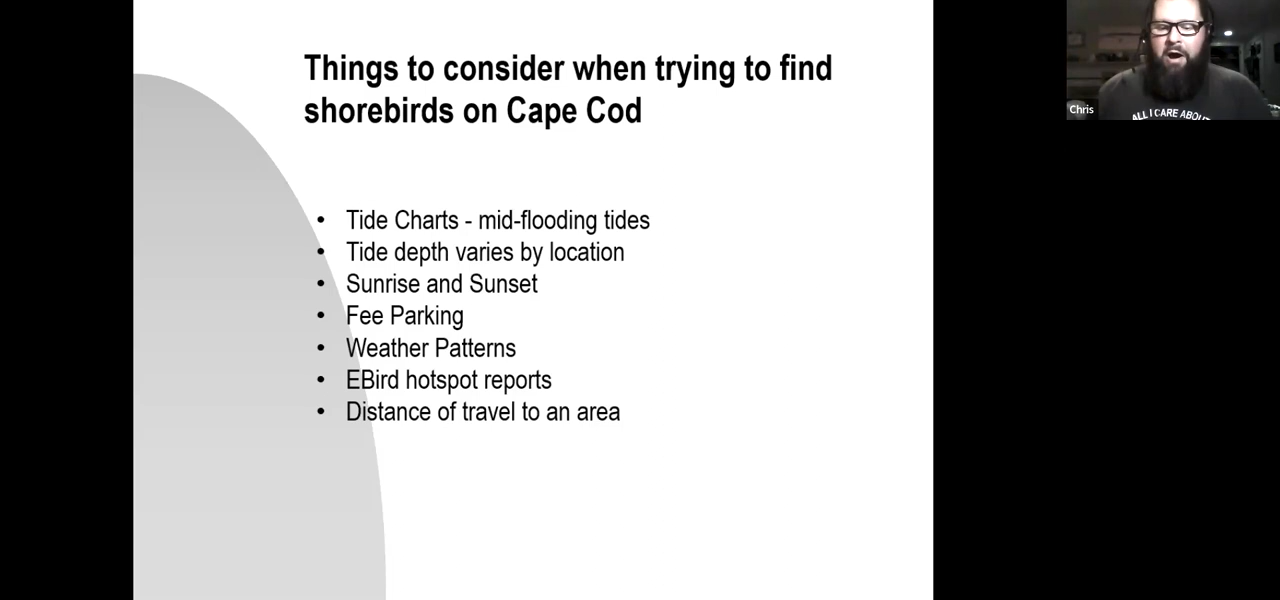 Things to consider when trying to find
shorebirds on Cape Cod
• Tide Charts - mid-flooding tides
• Tide depth varies by location
• Sunrise and Sunset
• Fee Parking
• Weather Patterns
• EBird hotspot reports
• Distance of travel to an area
Chris
ALL I CARE ABOUT